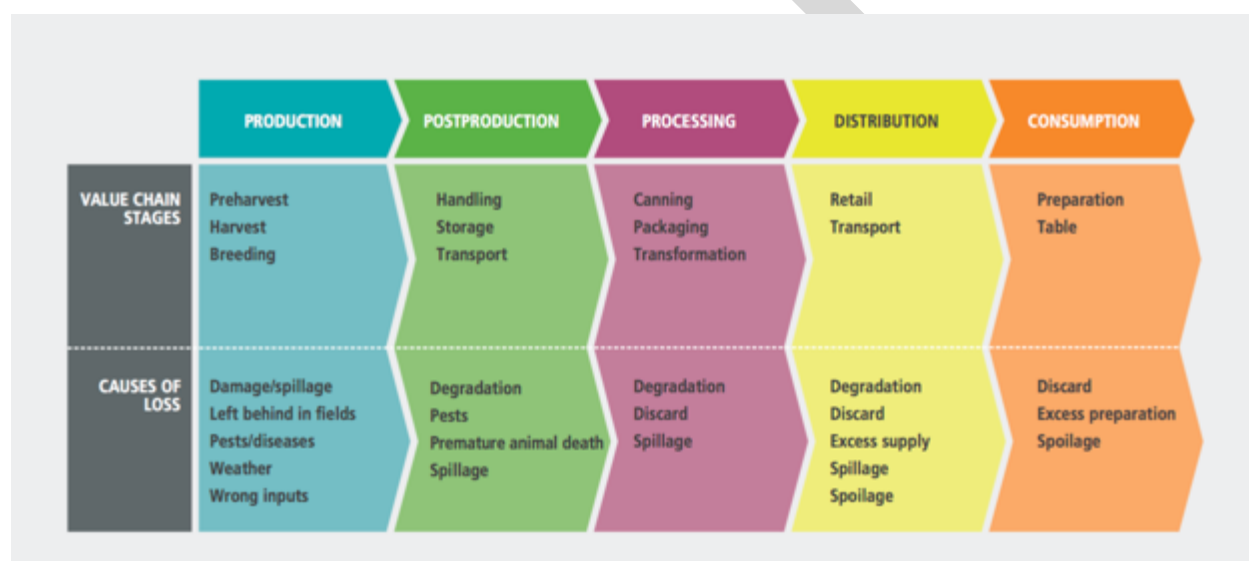 PRODUCTION
POSTPRODUCTION
PROCESSING
DISTRIBUTION
CONSUMPTION
VALUE CHAIN
STAGES
Preharvest
Harvest
Breeding
Handling
Storage
Transport
Canning
Packaging
Transformation
Retail
Transport
Preparation
Table
CAUSES OF
LOSS
Damage/spillage
Left behind in fields
Pests/diseases
Weather
Wrong inputs
Degradation
Pests
Premature animal death
Spillage
Degradation
Discard
Spillage
Degradation
Discard
Excess supply
Spillage
Spoilage
Discard
Excess preparation
Spoilage